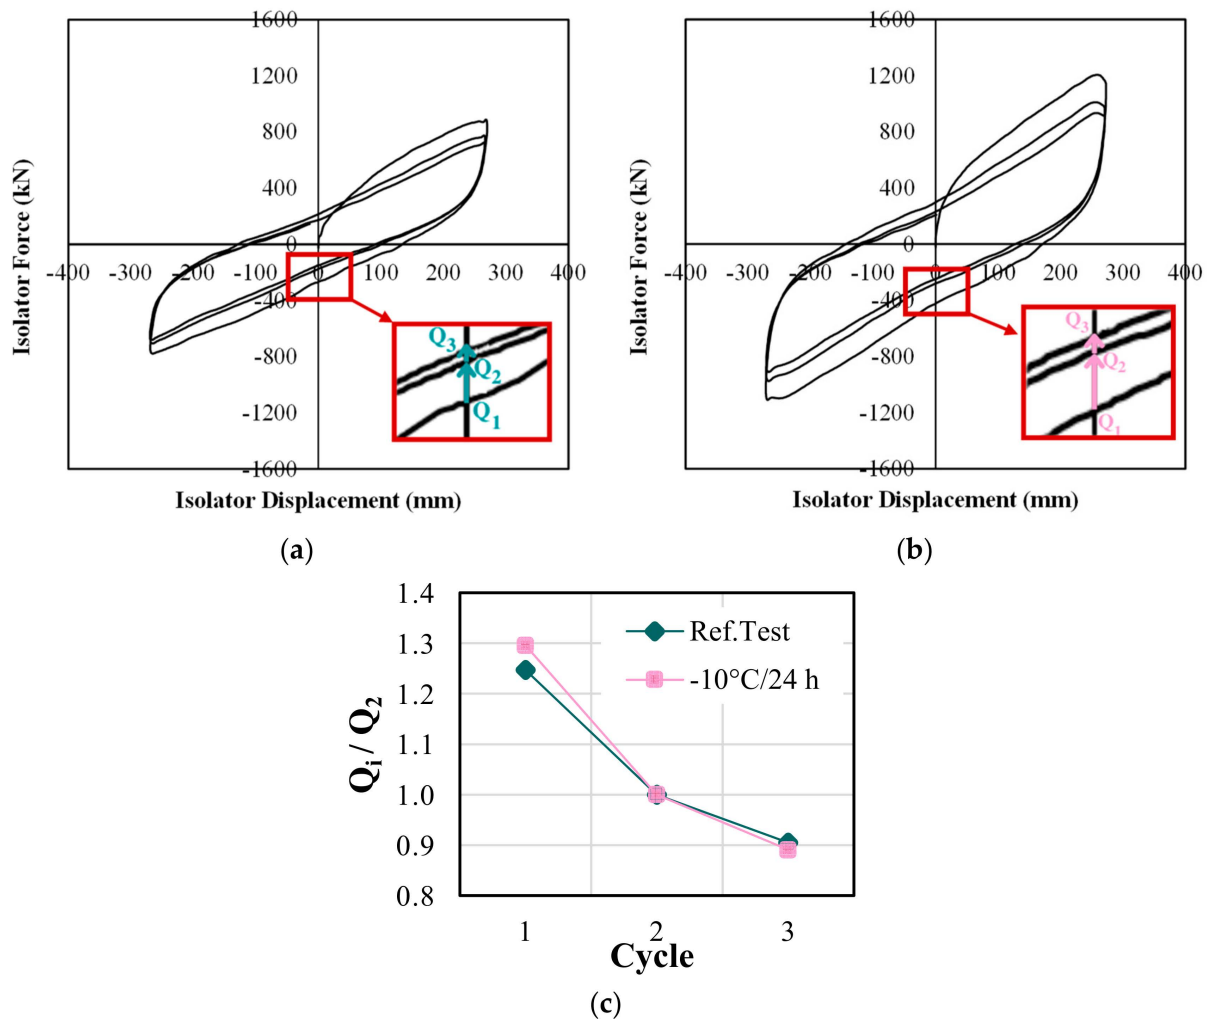 1600
1200
800
400
0
-400 -300 -200 -100 0 100 200 300 400
-400
-800
-1200
-1600
Isolator Force (kN)
Isolator Displacement (mm)
Q3
Q2
Q1
(a)
1600
1200
800
400
0
-400 -300 -200 -100 0 100 200 300 400
-400
-800
-1200
-1600
Isolator Force (kN)
Isolator Displacement (mm)
Q3
Q2
Q1
(b)
1.4
1.3
1.2
1.1
1.0
0.9
0.8
Qi / Q2
Ref.Test
-10°C/24 h
1 2 3
Cycle
(c)